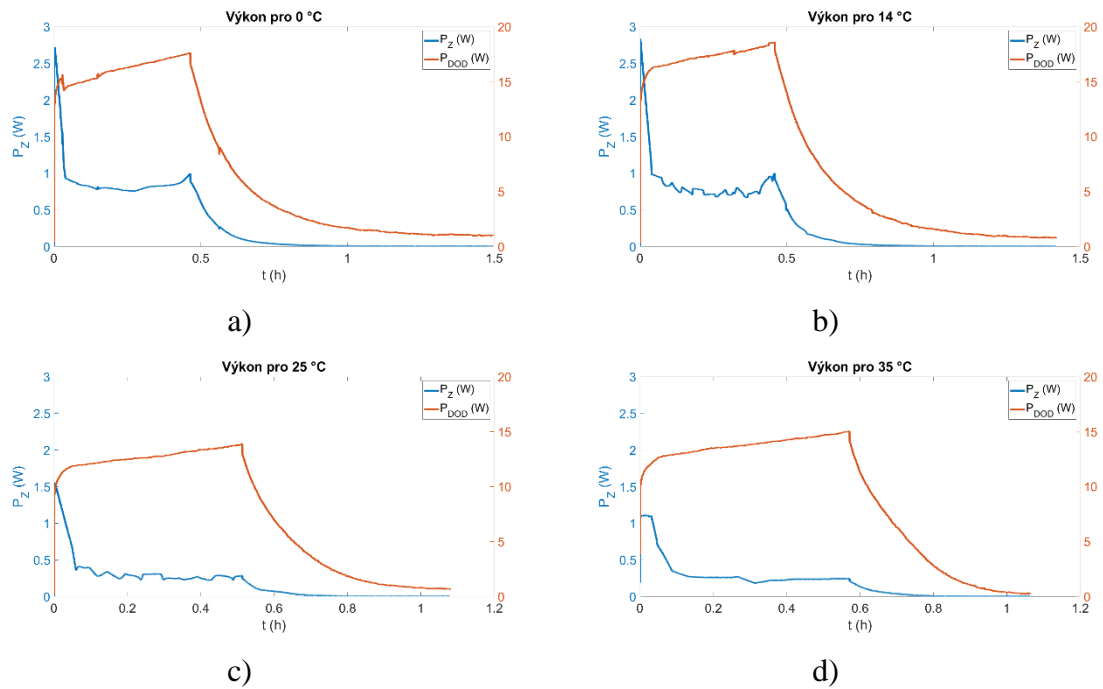 Výkon pro 0 °C
P_Z (W)
P_DOD (W)
3
2.5
2
1.5
1
0.5
0
P_Z (W)
20
15
10
5
0
0
0.5
1
1.5
t (h)
a)
Výkon pro 14 °C
P_Z (W)
P_DOD (W)
3
2.5
2
1.5
1
0.5
0
P_Z (W)
20
15
10
5
0
0
0.5
1
1.5
t (h)
b)
Výkon pro 25 °C
P_Z (W)
P_DOD (W)
3
2.5
2
1.5
1
0.5
0
P_Z (W)
20
15
10
5
0
0
0.2
0.4
0.6
0.8
1
1.2
t (h)
c)
Výkon pro 35 °C
P_Z (W)
P_DOD (W)
3
2.5
2
1.5
1
0.5
0
P_Z (W)
20
15
10
5
0
0
0.2
0.4
0.6
0.8
1
1.2
t (h)
d)